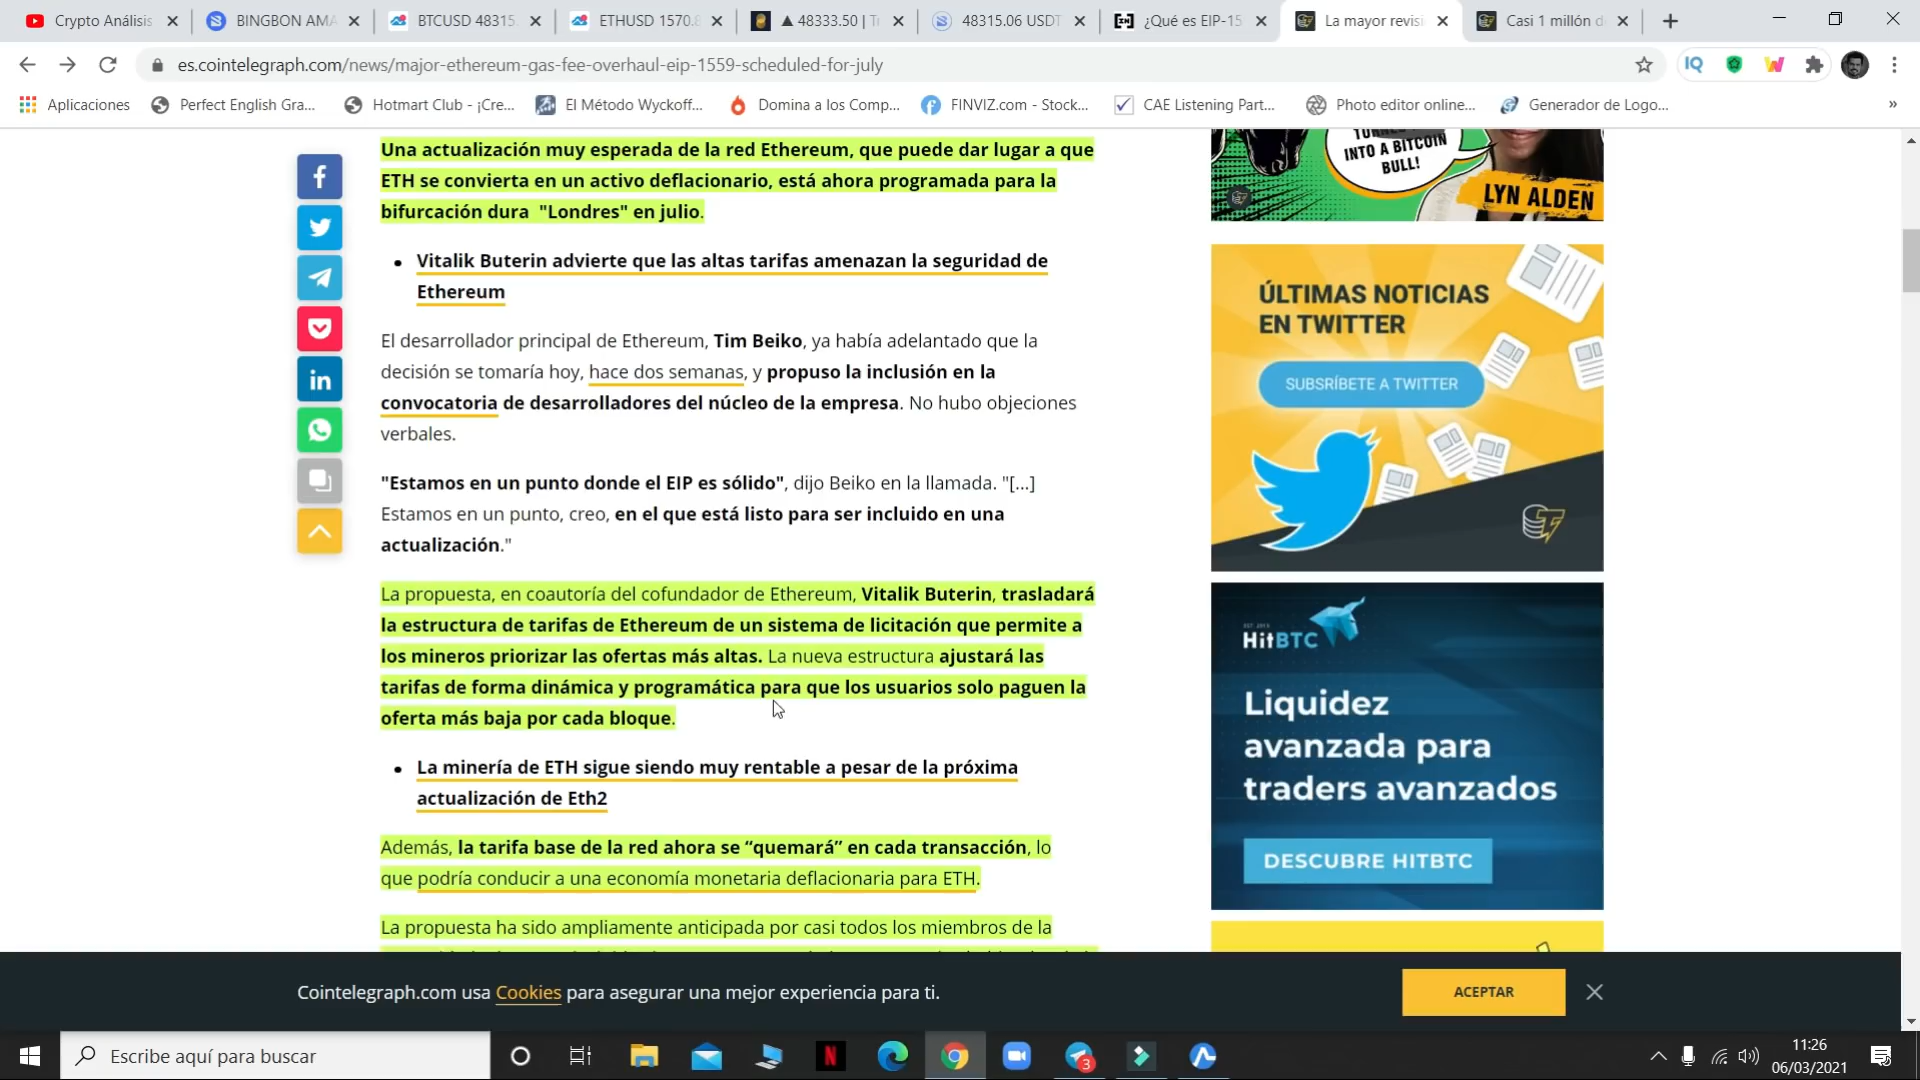 Crypto Análisis
BINGBON AMA
BTCUSD 48315.
ETHUSD 1570.8
▲ 48333.50 | T
48315.06 USDT
¿Qué es EIP-15
La mayor revisi
Casi 1 millón d
es.cointelegraph.com/news/major-ethereum-gas-fee-overhaul-eip-1559-scheduled-for-july
IQ
Aplicaciones
Perfect English Gra...
Hotmart Club - ¡Cre...
El Método Wyckoff...
Domina a los Comp...
FINVIZ.com - Stock...
CAE Listening Part...
Photo editor online...
Generador de Logo...
»
Una actualización muy esperada de la red Ethereum, que puede dar lugar a que
ETH se convierta en un activo deflacionario, está ahora programada para la
bifurcación dura "Londres" en julio.
• Vitalik Buterin advierte que las altas tarifas amenazan la seguridad de
Ethereum
El desarrollador principal de Ethereum, Tim Beiko, ya había adelantado que la
decisión se tomaría hoy, hace dos semanas, y propuso la inclusión en la
convocatoria de desarrolladores del núcleo de la empresa. No hubo objeciones
verbales.
"Estamos en un punto donde el EIP es sólido", dijo Beiko en la llamada. "[...]
Estamos en un punto, creo, en el que está listo para ser incluido en una
actualización."
La propuesta, en coautoría del cofundador de Ethereum, Vitalik Buterin, trasladará
la estructura de tarifas de Ethereum de un sistema de licitación que permite a
los mineros priorizar las ofertas más altas. La nueva estructura ajustará las
tarifas de forma dinámica y programática para que los usuarios solo paguen la
oferta más baja por cada bloque.
• La minería de ETH sigue siendo muy rentable a pesar de la próxima
actualización de Eth2
Además, la tarifa base de la red ahora se “quemará” en cada transacción, lo
que podría conducir a una economía monetaria deflacionaria para ETH.
La propuesta ha sido ampliamente anticipada por casi todos los miembros de la
INTO A BITCOIN
BULL!
LYN ALDEN
ÚLTIMAS NOTICIAS
EN TWITTER
SUBSRÍBETE A TWITTER
HitBTC
Liquidez
avanzada para
traders avanzados
DESCUBRE HITBTC
Cointelegraph.com usa Cookies para asegurar una mejor experiencia para ti.
ACEPTAR
Escribe aquí para buscar
3
11:26
06/03/2021